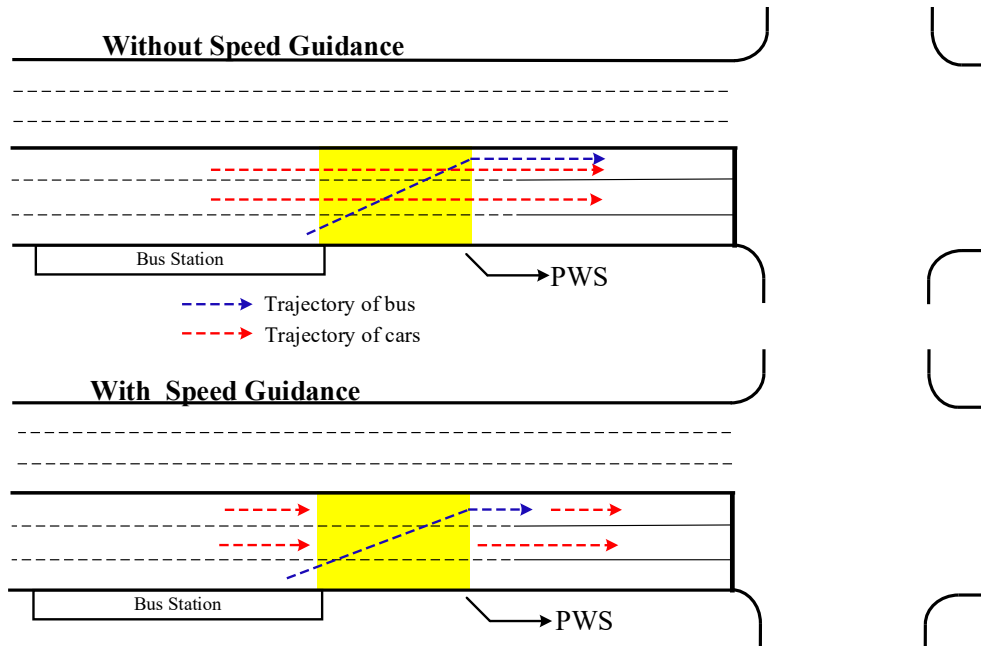 Without Speed Guidance
Bus Station
PWS
Trajectory of bus
Trajectory of cars
With Speed Guidance
Bus Station
PWS